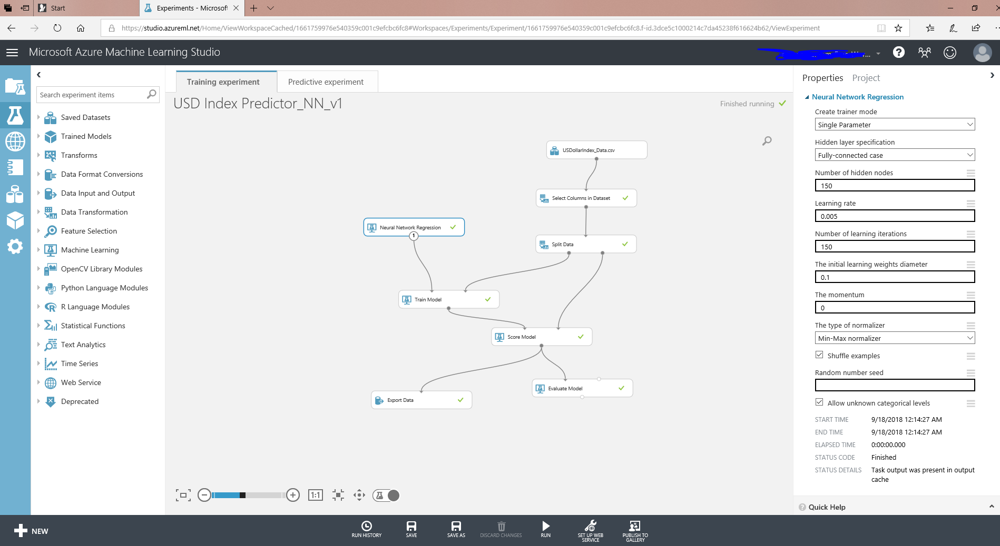 Start
Experiments - Microsoft
https://studio.azureml.net/Home/ViewWorkspaceCached/1661759976e540359c001c9efcbc6fc8#Workspaces/Experiments/Experiment/1661759976e540359c001c9efcbc6fc8.f-id.3dce5c1000214c7da45238f616624b62/ViewExperiment
Microsoft Azure Machine Learning Studio
Search experiment items
Saved Datasets
Trained Models
Transforms
Data Format Conversions
Data Input and Output
Data Transformation
Feature Selection
Machine Learning
OpenCV Library Modules
Python Language Modules
R Language Modules
Statistical Functions
Text Analytics
Time Series
Web Service
Deprecated
Training experiment
Predictive experiment
USD Index Predictor_NN_v1
Finished running
USDollarIndex_Data.csv
Select Columns in Dataset
Neural Network Regression
1
Split Data
Train Model
Score Model
Evaluate Model
Export Data
1:1
Properties
Project
Neural Network Regression
Create trainer mode
Single Parameter
Hidden layer specification
Fully-connected case
Number of hidden nodes
150
Learning rate
0.005
Number of learning iterations
150
The initial learning weights diameter
0.1
The momentum
0
The type of normalizer
Min-Max normalizer
Shuffle examples
Random number seed
Allow unknown categorical levels
START TIME 9/18/2018 12:14:27 AM
END TIME 9/18/2018 12:14:27 AM
ELAPSED TIME 0:00:00.000
STATUS CODE Finished
STATUS DETAILS Task output was present in output
cache
Quick Help
NEW
RUN HISTORY
SAVE
SAVE AS
DISCARD CHANGES
RUN
SET UP WEB
SERVICE
PUBLISH TO
GALLERY